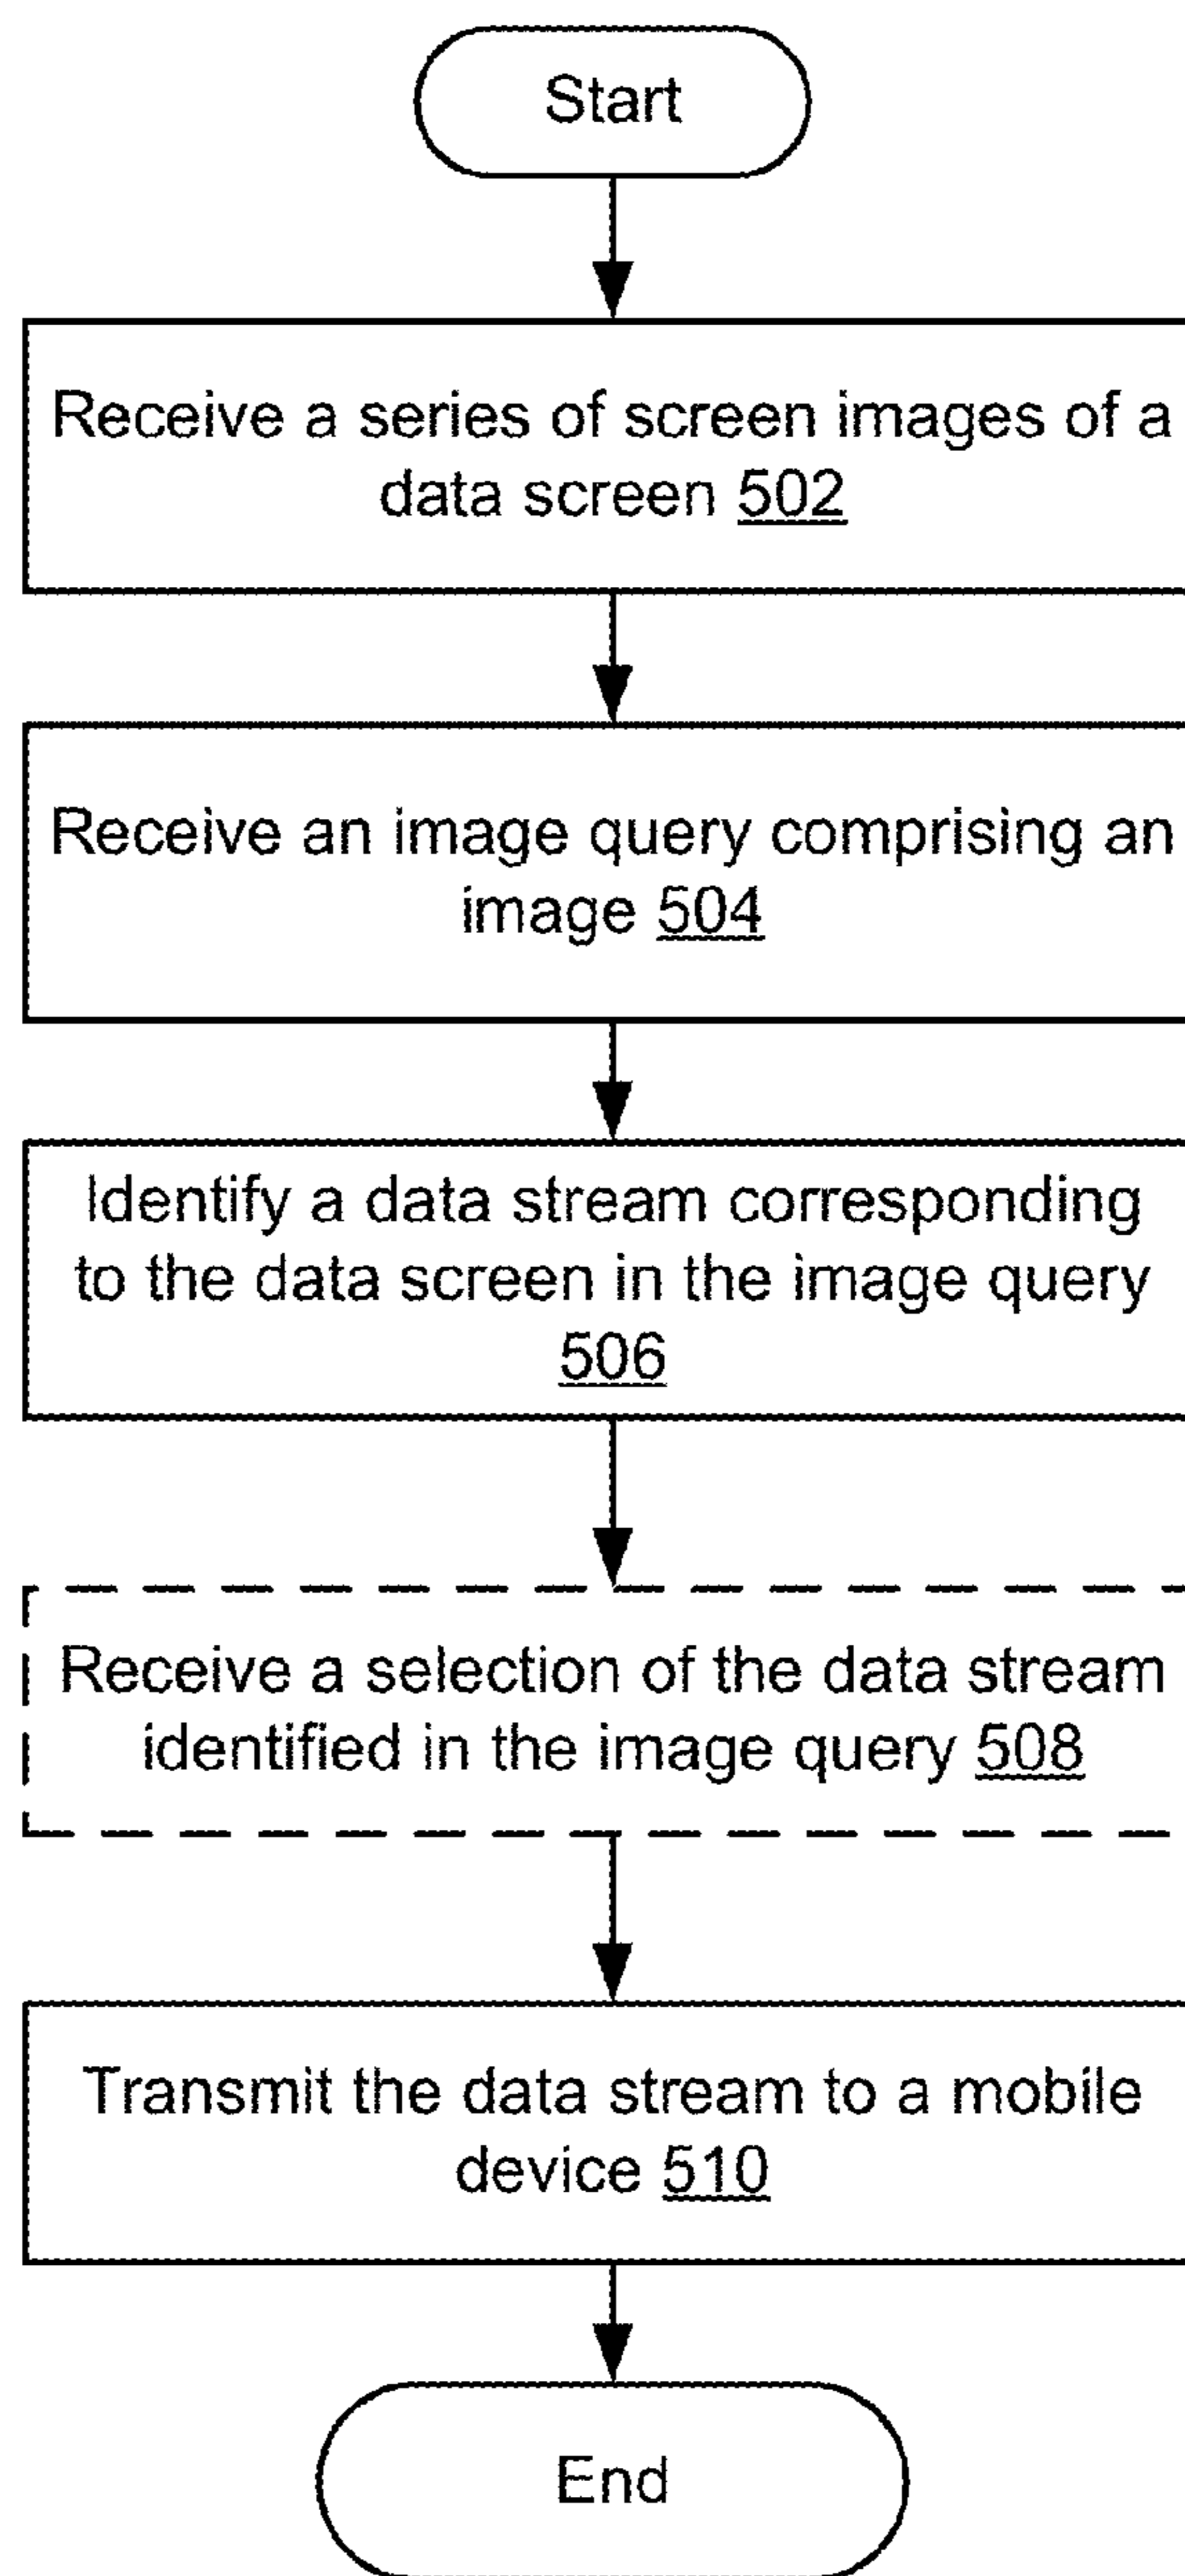 Start
Receive a series of screen images of a
data screen 502
Receive an image query comprising an
image 504
Identify a data stream corresponding
to the data screen in the image query
506
Receive a selection of the data stream
identified in the image query 508
Transmit the data stream to a mobile
device 510
End